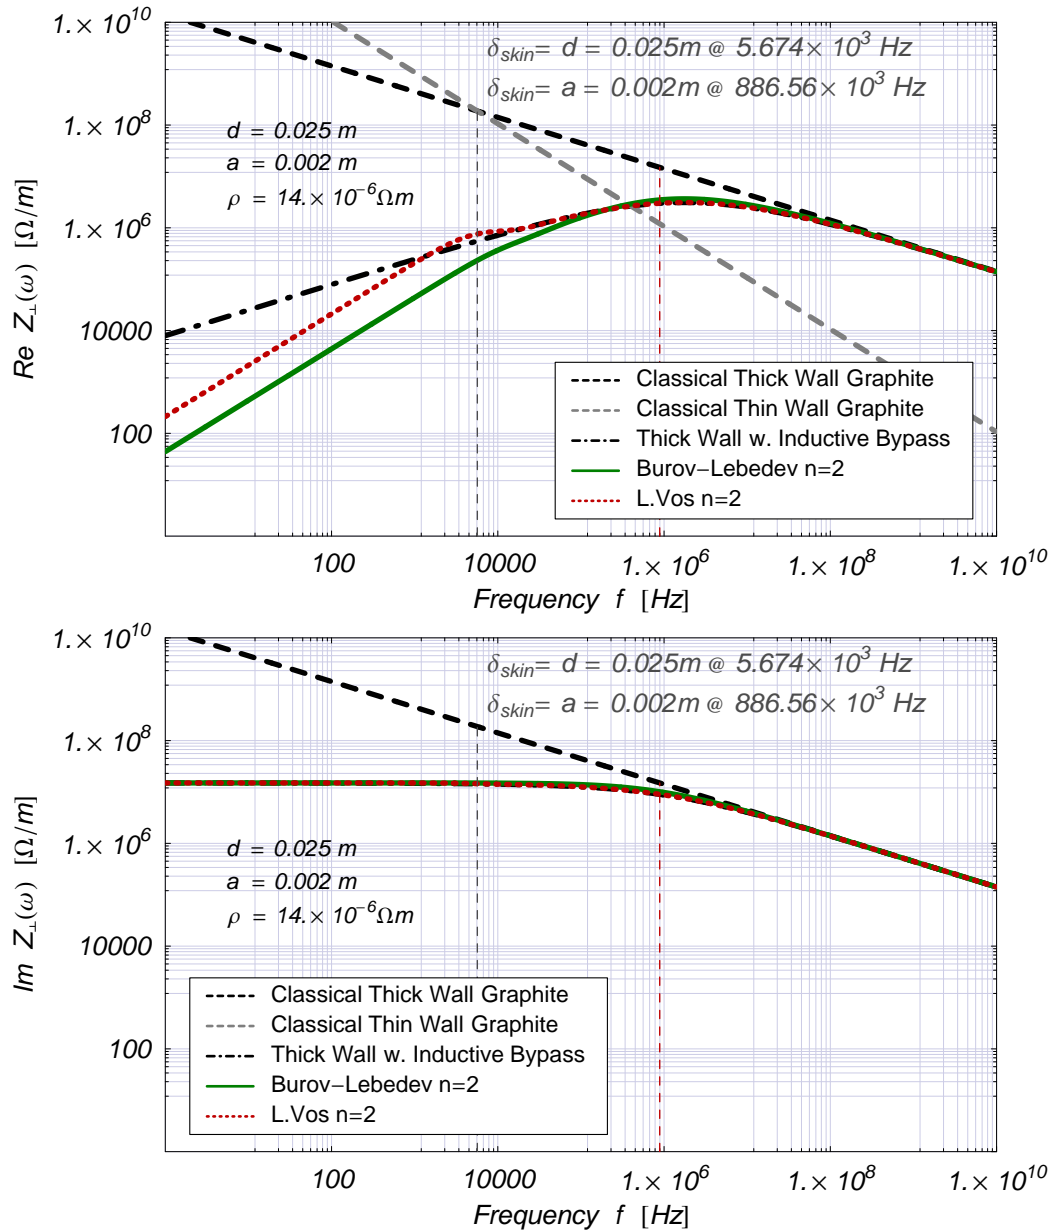 1. × 10^10
δskin= d = 0.025m @ 5.674× 10^3 Hz
δskin= a = 0.002m @ 886.56× 10^3 Hz
1. × 10^8
d = 0.025 m
a = 0.002 m
ρ = 14.× 10^−6Ωm
1. × 10^6
10000
100
Re Z⊥(ω) [Ω/m]
Classical Thick Wall Graphite
Classical Thin Wall Graphite
Thick Wall w. Inductive Bypass
Burov−Lebedev n=2
L.Vos n=2
100 10000 1. × 10^6 1. × 10^8 1. × 10^10
Frequency f [Hz]
1. × 10^10
δskin= d = 0.025m @ 5.674× 10^3 Hz
δskin= a = 0.002m @ 886.56× 10^3 Hz
1. × 10^8
1. × 10^6
d = 0.025 m
a = 0.002 m
ρ = 14.× 10^−6Ωm
10000
100
Im Z⊥(ω) [Ω/m]
Classical Thick Wall Graphite
Classical Thin Wall Graphite
Thick Wall w. Inductive Bypass
Burov−Lebedev n=2
L.Vos n=2
100 10000 1. × 10^6 1. × 10^8 1. × 10^10
Frequency f [Hz]